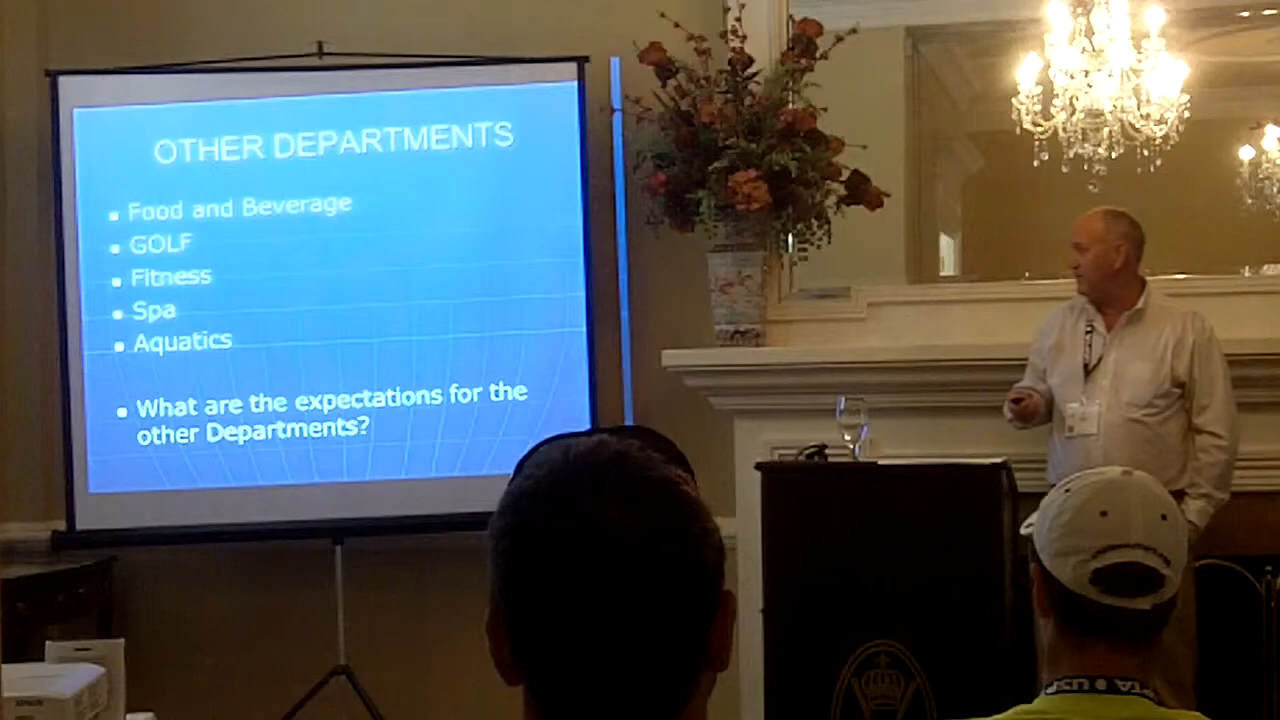 OTHER DEPARTMENTS
Food and Beverage
GOLF
Fitness
Spa
Aquatics
What are the expectations for the
other Departments?